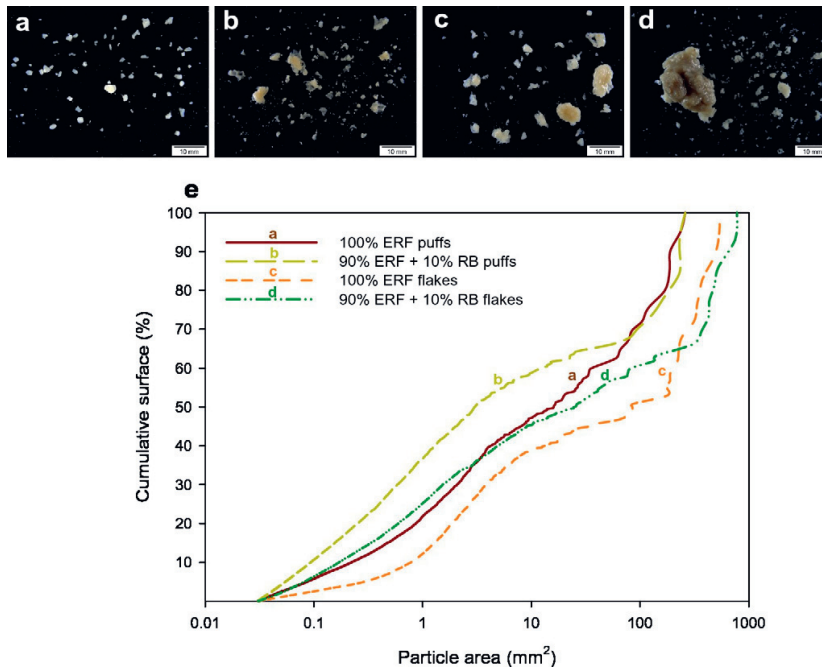 a
b
c
d
10 mm
10 mm
10 mm
10 mm
e
100
90
80
70
60
50
40
30
20
10
Cumulative surface (%)
a 100% ERF puffs
b 90% ERF + 10% RB puffs
c 100% ERF flakes
d 90% ERF + 10% RB flakes
b
a
d
c
0.01 0.1 1 10 100 1000
Particle area (mm²)